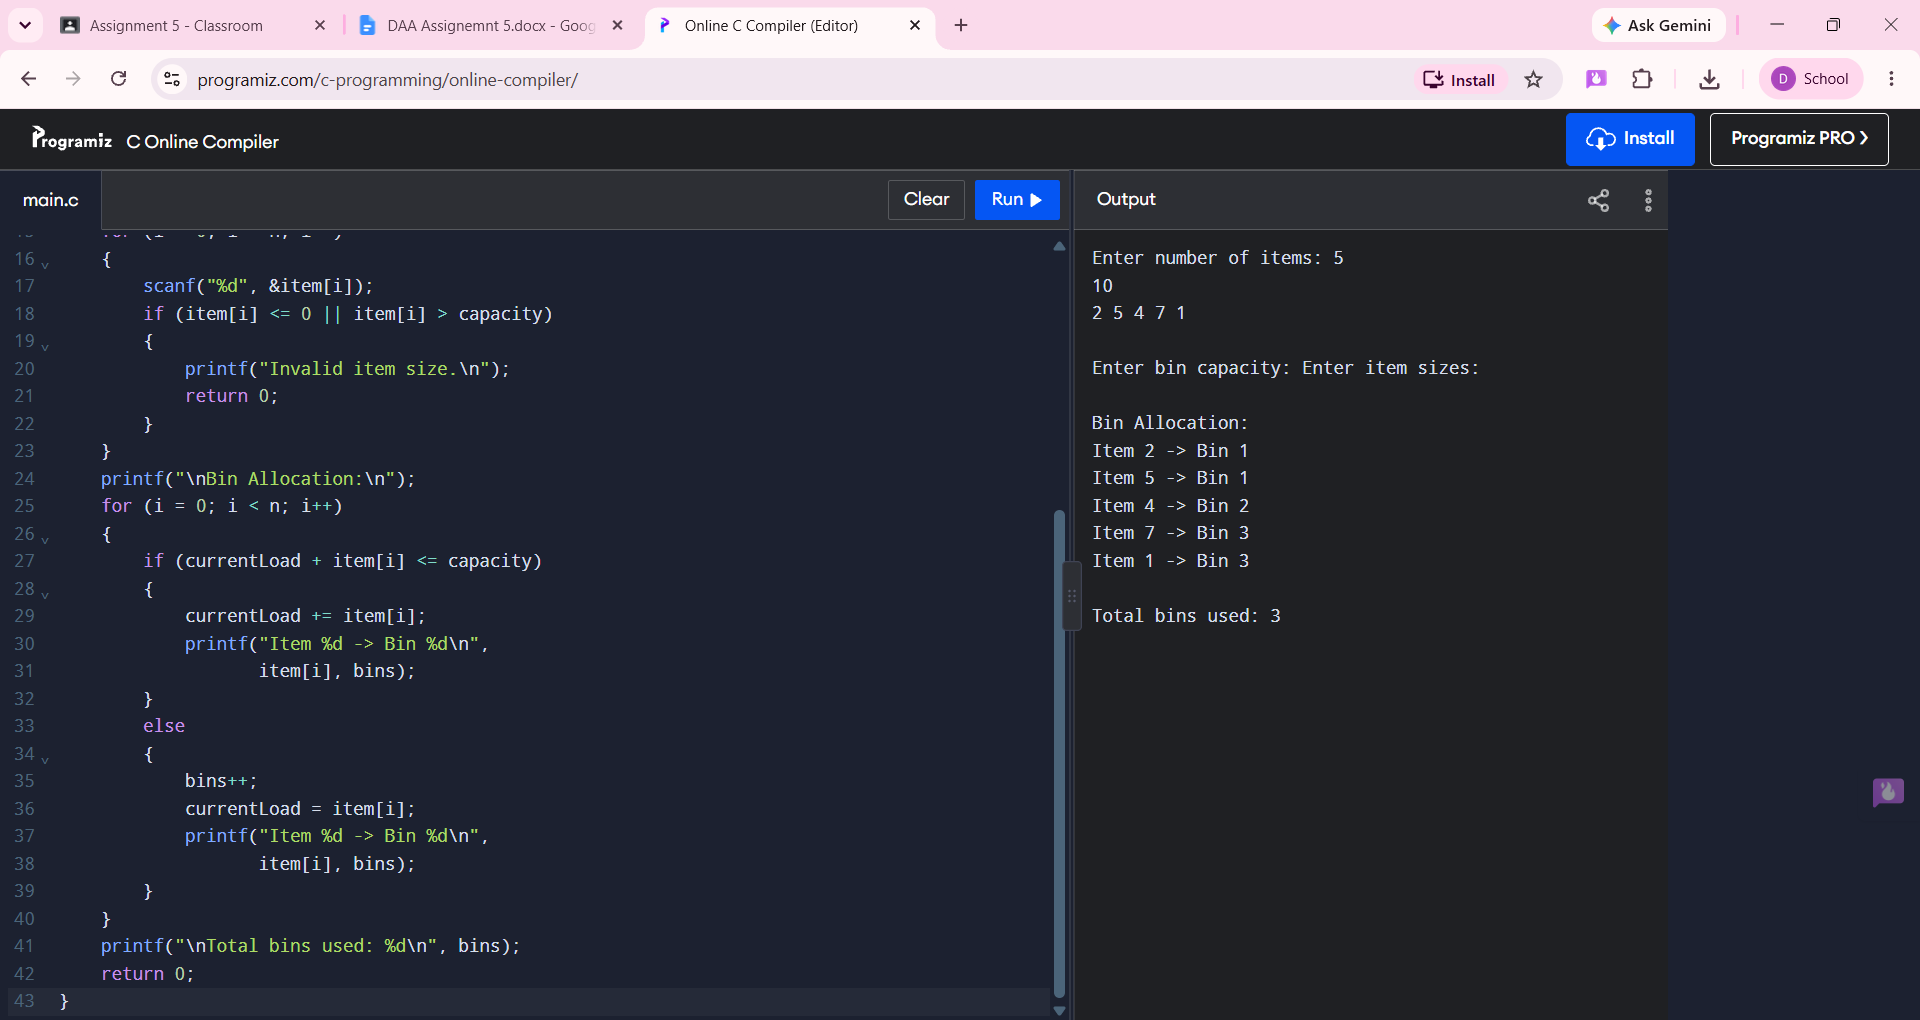 Assignment 5 - Classroom
DAA Assignemnt 5.docx - Goog
Online C Compiler (Editor)
Ask Gemini
programiz.com/c-programming/online-compiler/
Install
D School
Programiz C Online Compiler
Install
Programiz PRO >
main.c
Clear
Run
Output
16 {
17 scanf("%d", &item[i]);
18 if (item[i] <= 0 || item[i] > capacity)
19 {
20 printf("Invalid item size.\n");
21 return 0;
22 }
23 }
24 printf("\nBin Allocation:\n");
25 for (i = 0; i < n; i++)
26 {
27 if (currentLoad + item[i] <= capacity)
28 {
29 currentLoad += item[i];
30 printf("Item %d -> Bin %d\n",
31 item[i], bins);
32 }
33 else
34 {
35 bins++;
36 currentLoad = item[i];
37 printf("Item %d -> Bin %d\n",
38 item[i], bins);
39 }
40 }
41 printf("\nTotal bins used: %d\n", bins);
42 return 0;
43 }
Enter number of items: 5
10
2 5 4 7 1
Enter bin capacity: Enter item sizes:
Bin Allocation:
Item 2 -> Bin 1
Item 5 -> Bin 1
Item 4 -> Bin 2
Item 7 -> Bin 3
Item 1 -> Bin 3
Total bins used: 3